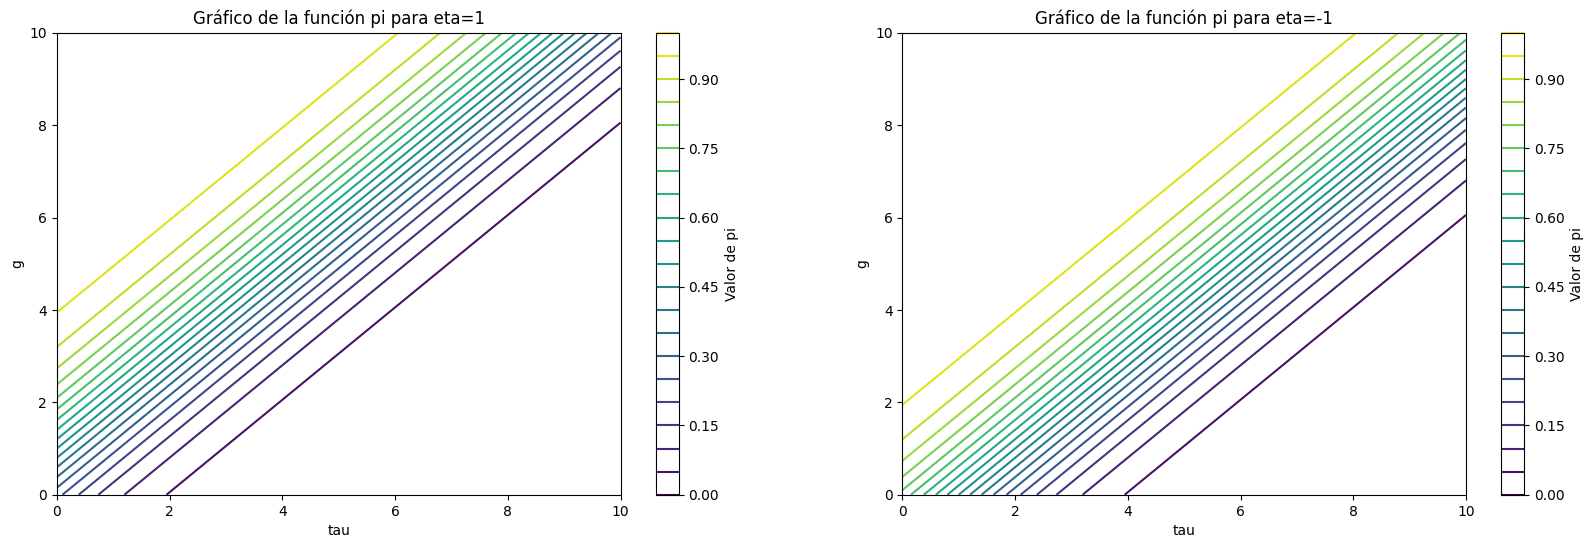 Gráfico de la función pi para eta=1
10
8
6
4
2
0
g
0 2 4 6 8 10
tau
0.90
0.75
0.60
0.45
0.30
0.15
0.00
Valor de pi
Gráfico de la función pi para eta=-1
10
8
6
4
2
0
g
0 2 4 6 8 10
tau
0.90
0.75
0.60
0.45
0.30
0.15
0.00
Valor de pi